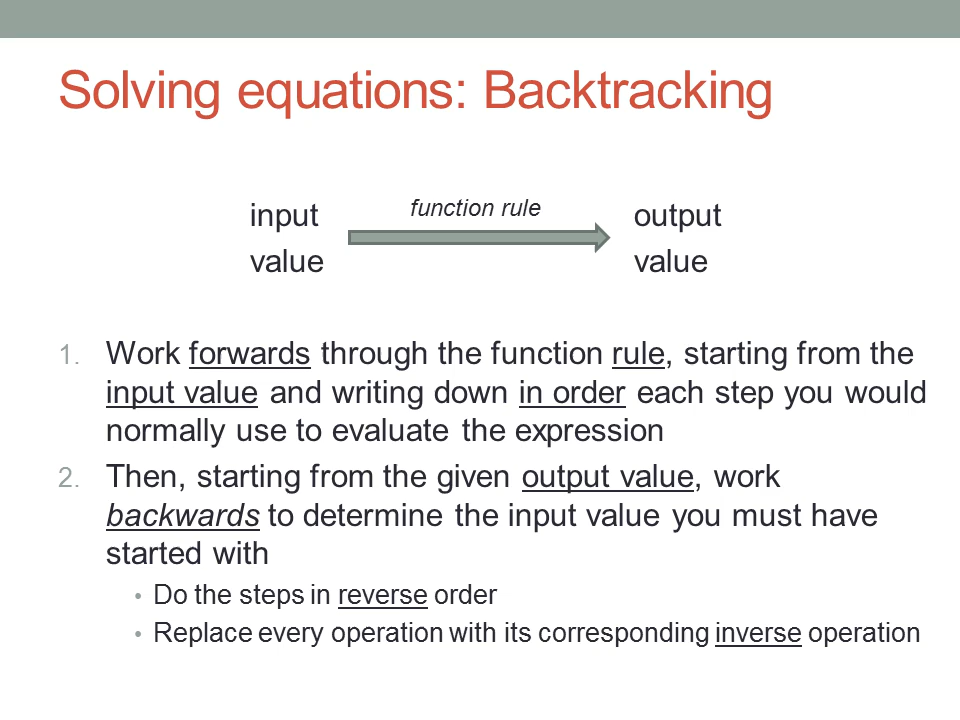 Solving equations: Backtracking
input function rule output
value value
1. Work forwards through the function rule, starting from the
input value and writing down in order each step you would
normally use to evaluate the expression
2. Then, starting from the given output value, work
backwards to determine the input value you must have
started with
• Do the steps in reverse order
• Replace every operation with its corresponding inverse operation